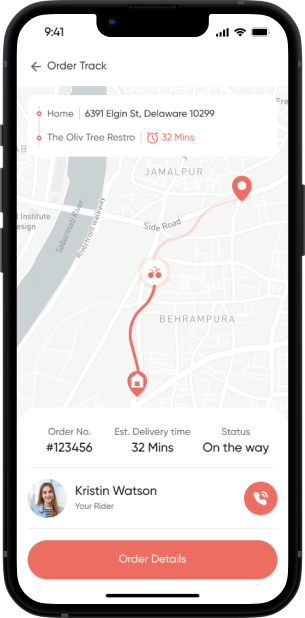 9:41
Order Track
Home | 6391 Elgin St, Delaware 10299
The Oliv Tree Restro | 32 Mins
JAMALPUR
l Institute
esign
Sabarmati River
Riverfront walkway
Side Road
BEHRAMPURA
Order No.
#123456
Est. Delivery time
32 Mins
Status
On the way
Kristin Watson
Your Rider
Order Details